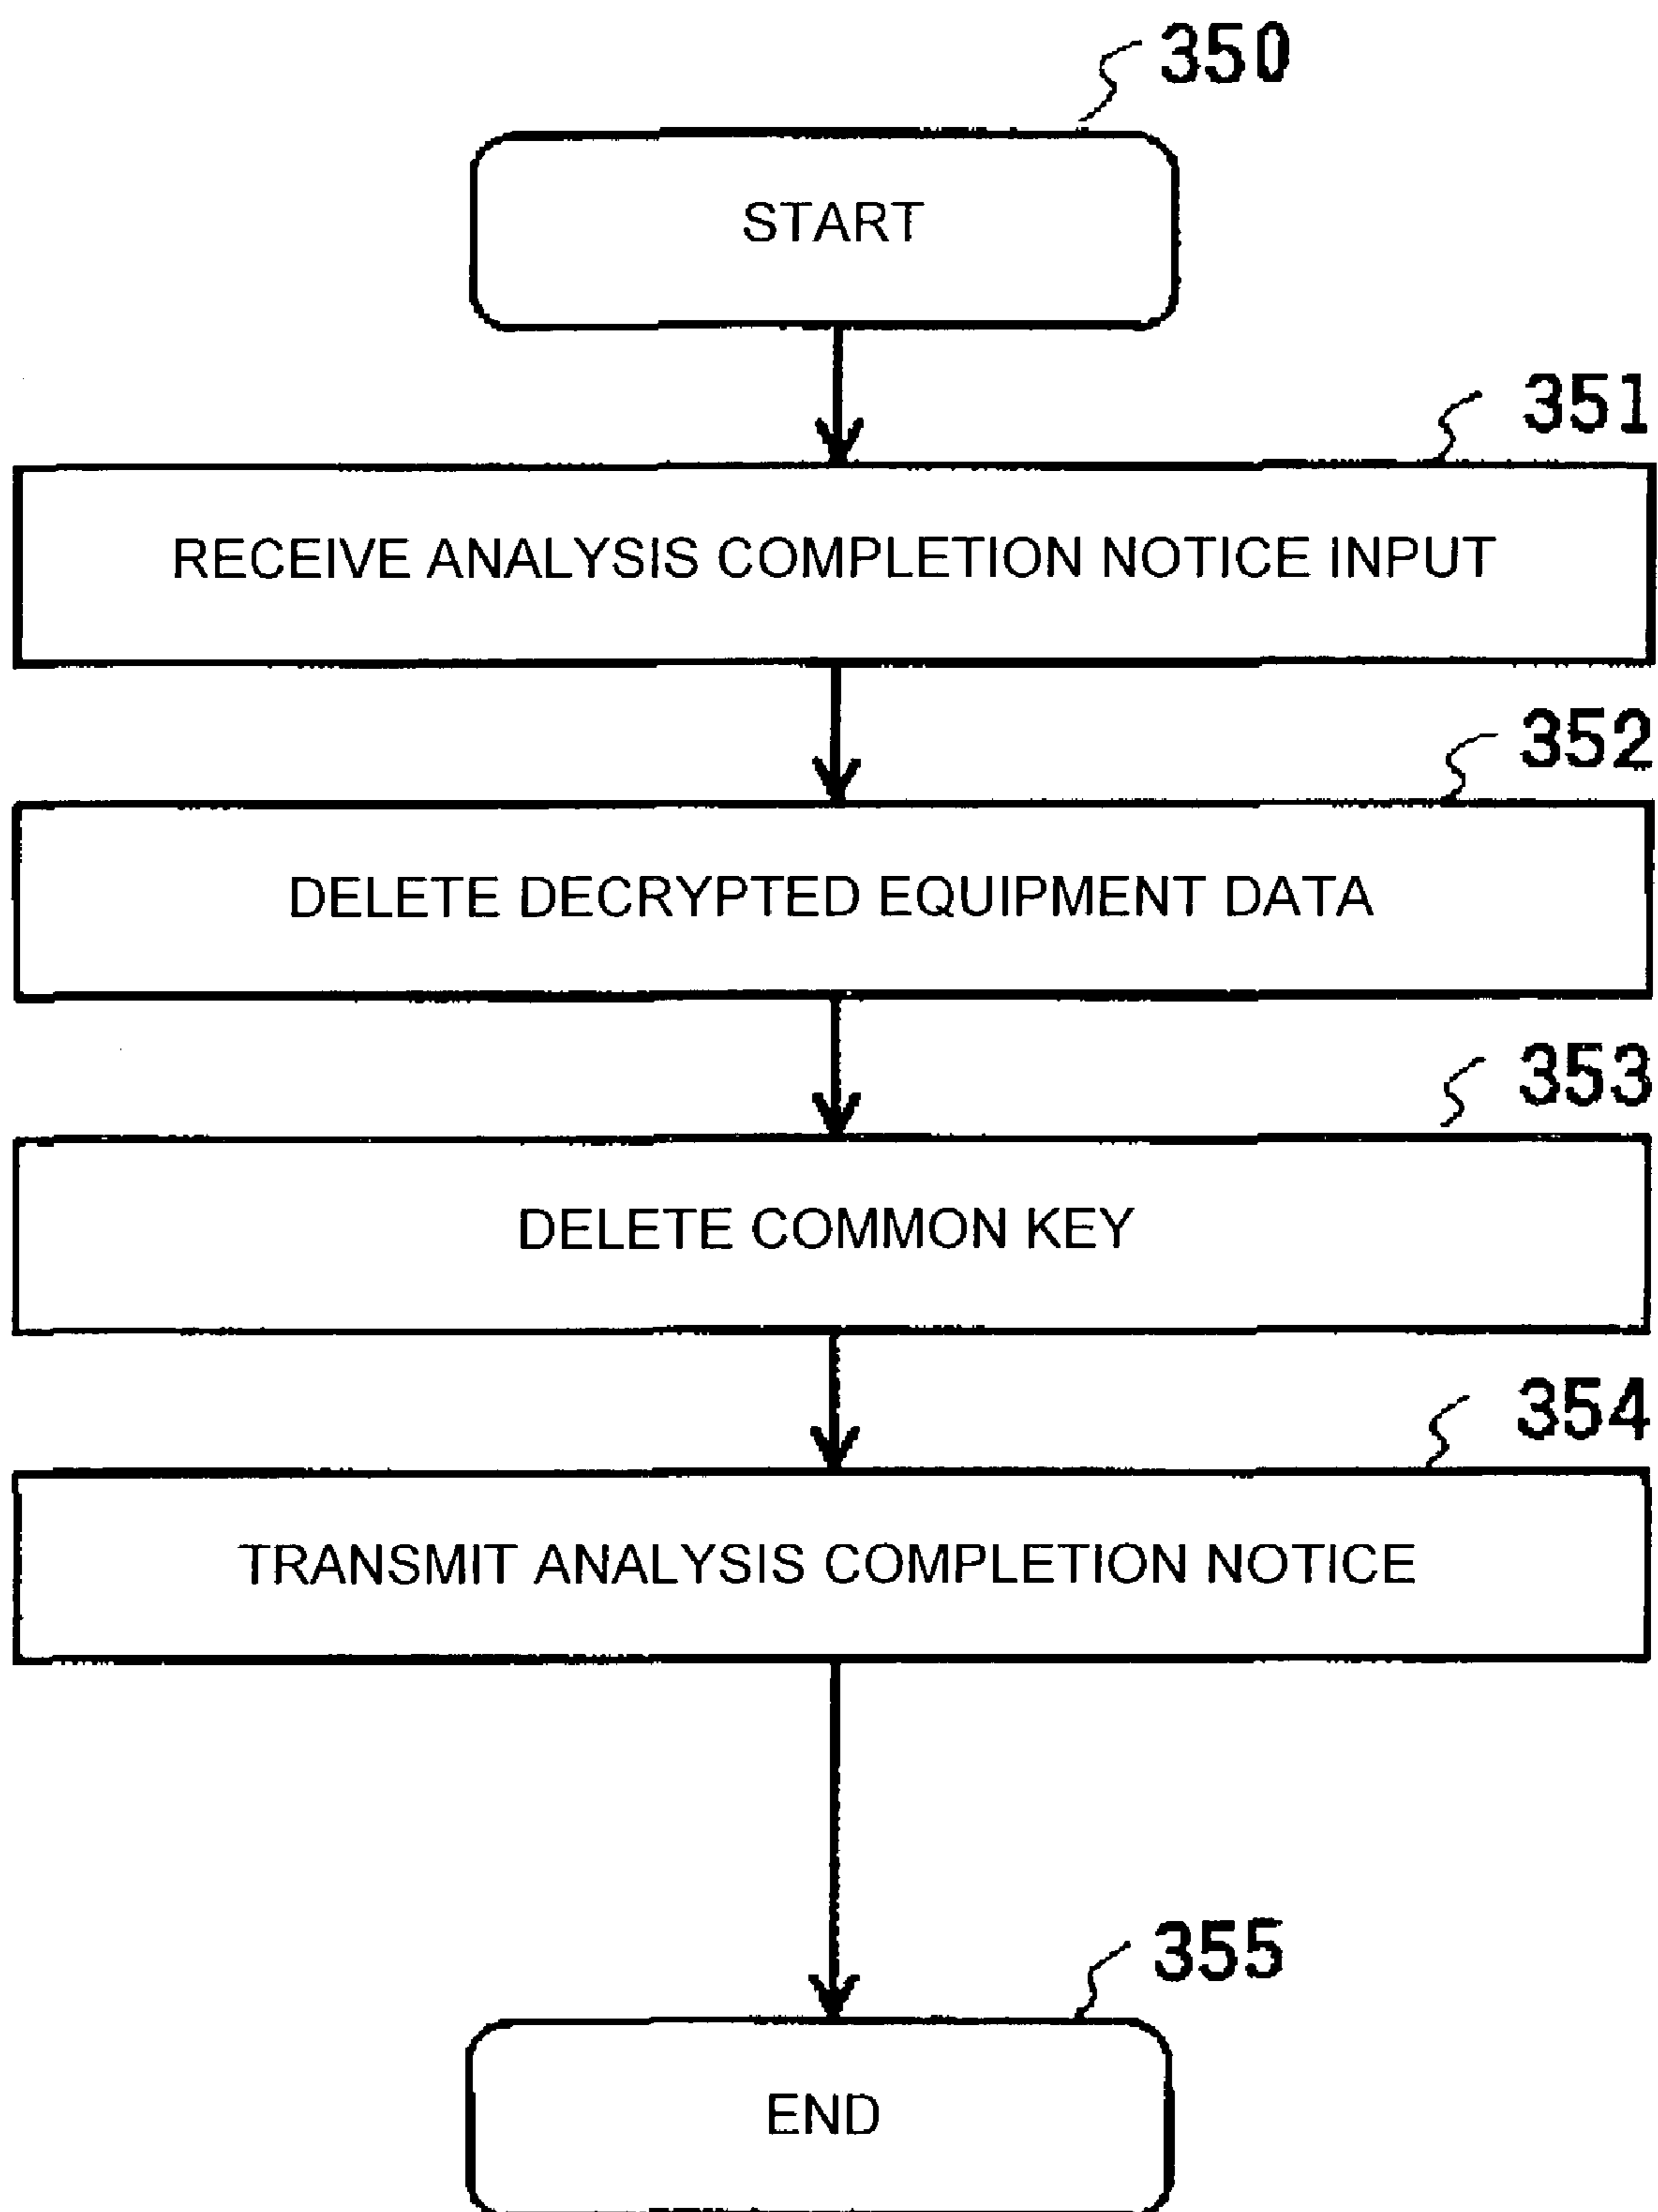 350
START
351
RECEIVE ANALYSIS COMPLETION NOTICE INPUT
352
DELETE DECRYPTED EQUIPMENT DATA
353
DELETE COMMON KEY
354
TRANSMIT ANALYSIS COMPLETION NOTICE
355
END